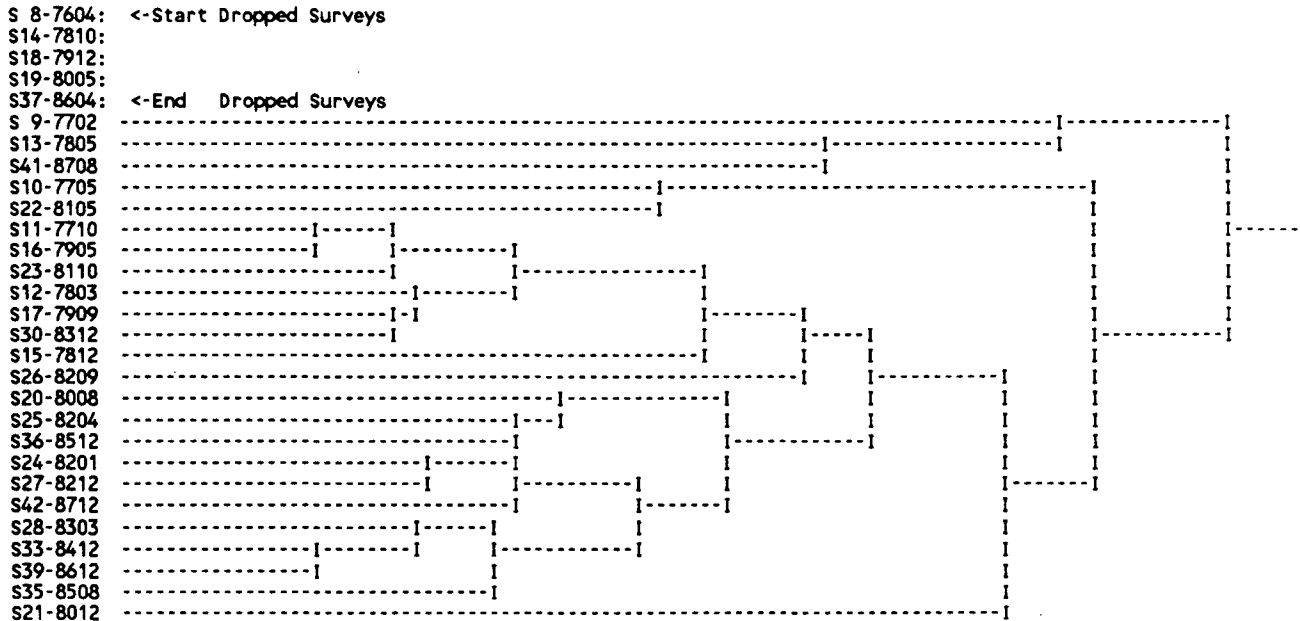 S 8-7604: <-Start Dropped Surveys
S14-7810:
S18-7912:
S19-8005:
S37-8604: <-End Dropped Surveys
S 9-7702
S13-7805
S41-8708
S10-7705
S22-8105
S11-7710
S16-7905
S23-8110
S12-7803
S17-7909
S30-8312
S15-7812
S26-8209
S20-8008
S25-8204
S36-8512
S24-8201
S27-8212
S42-8712
S28-8303
S33-8412
S39-8612
S35-8508
S21-8012